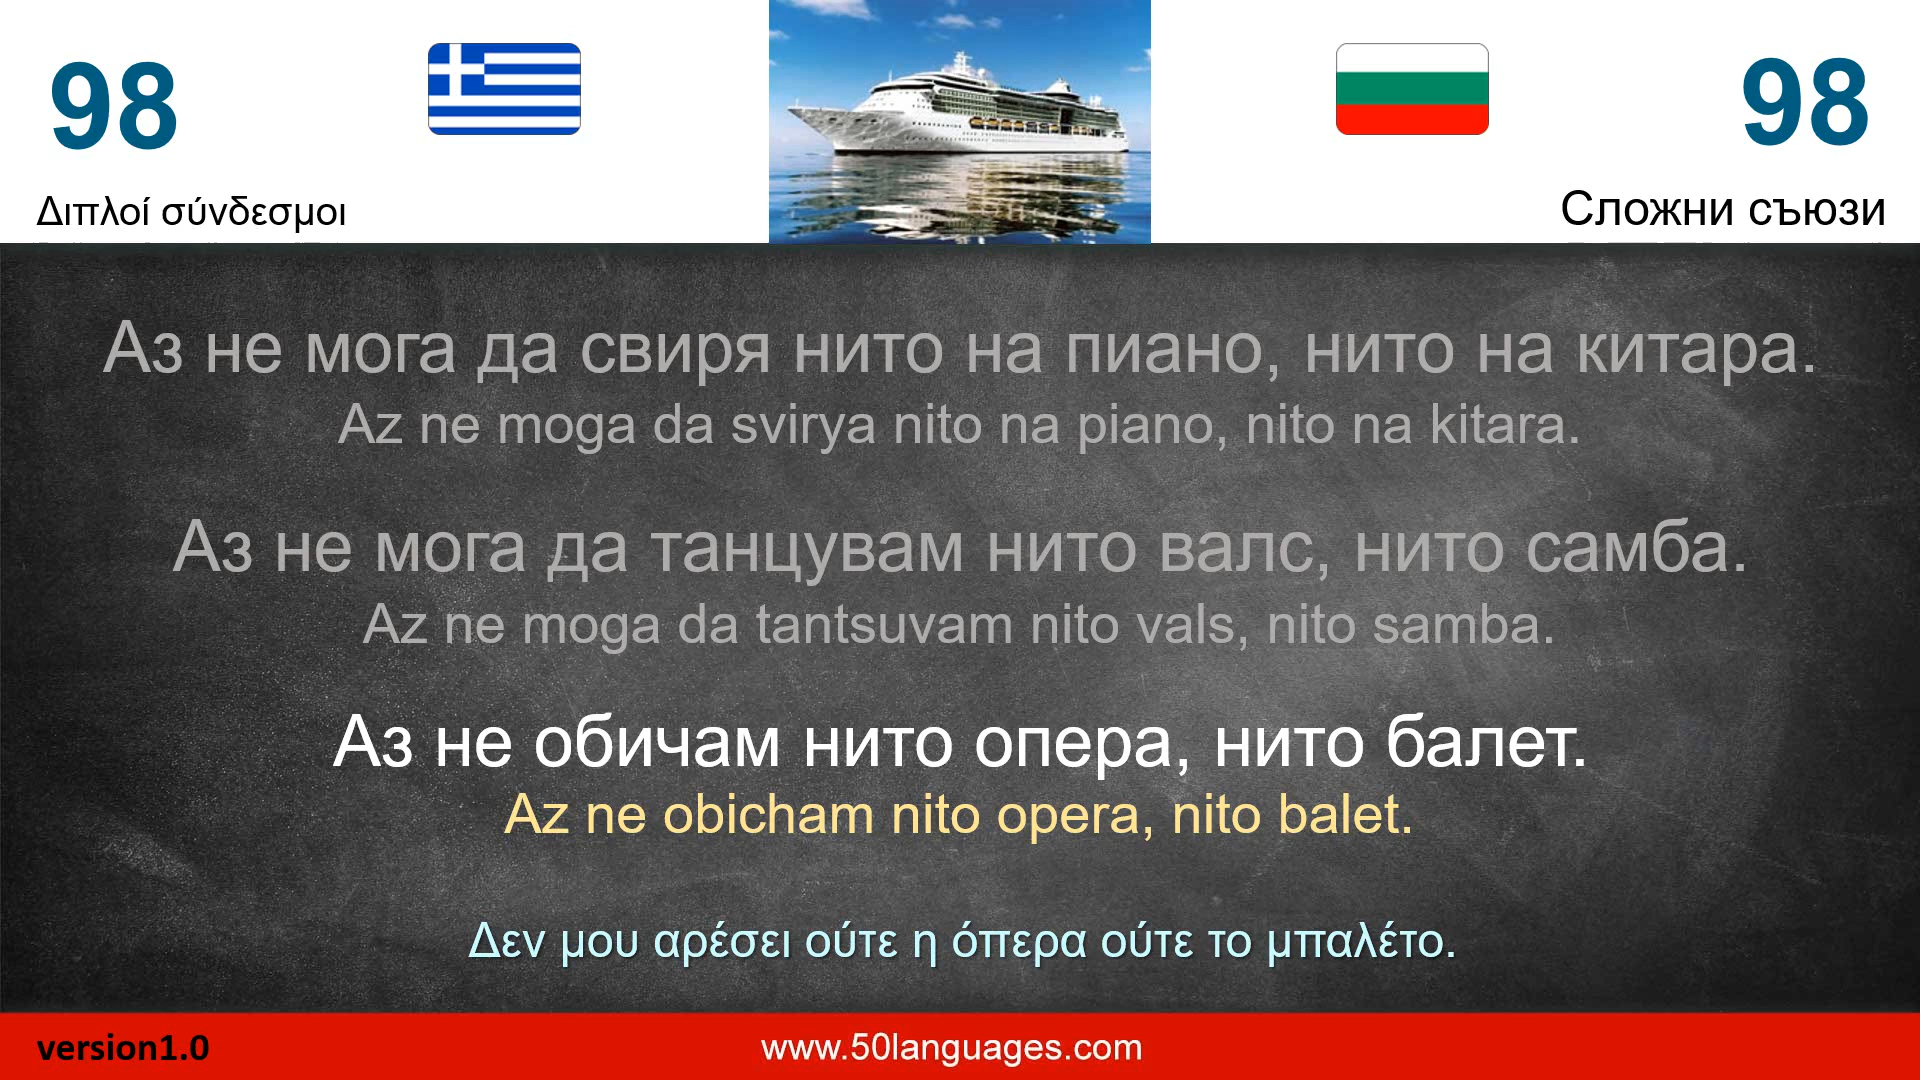 98
98
Διπλοί σύνδεσμοι
Сложни съюзи
Аз не мога да свиря нито на пиано, нито на китара.
Az ne moga da svirya nito na piano, nito na kitara.
Аз не мога да танцувам нито валс, нито самба.
Az ne moga da tantsuvam nito vals, nito samba.
Аз не обичам нито опера, нито балет.
Az ne obicham nito opera, nito balet.
Δεν μου αρέσει ούτε η όπερα ούτε το μπαλέτο.
version1.0
www.50languages.com